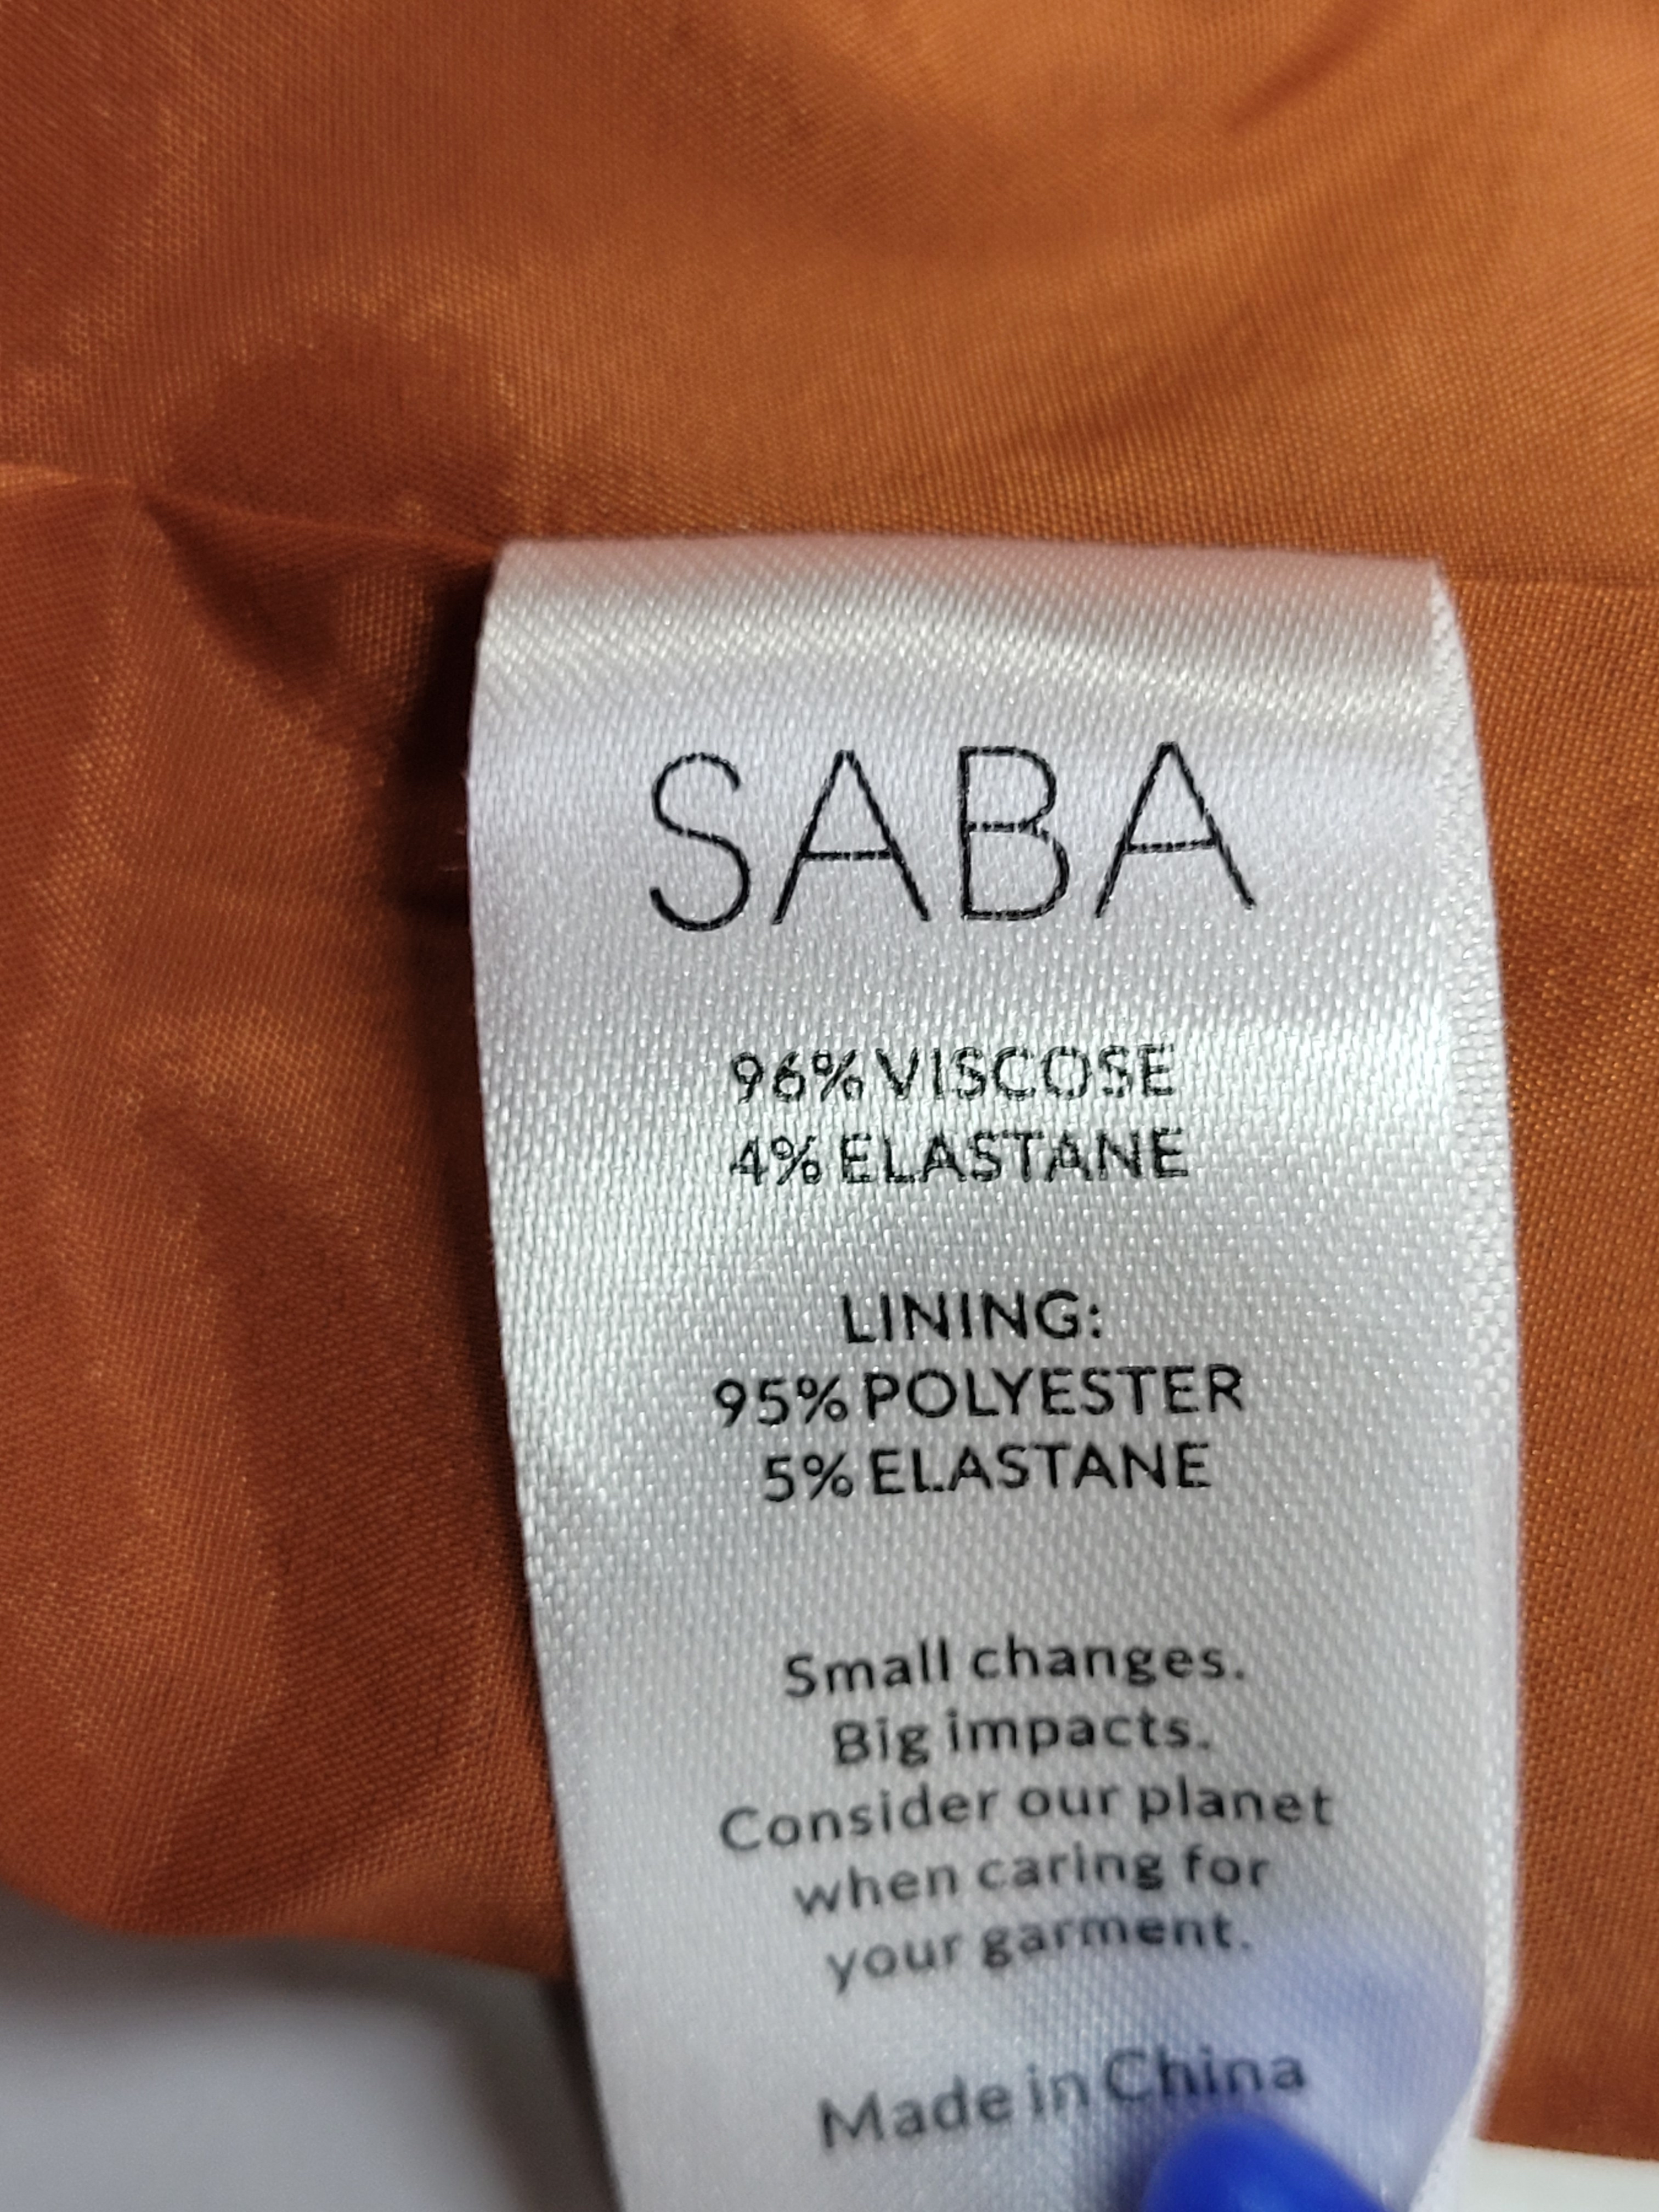 SABA
96% VISCOSE
4% ELASTANE
LINING:
95% POLYESTER
5% ELASTANE
Small changes.
Big impacts.
Consider our planet
when caring for
your garment.
Made in China